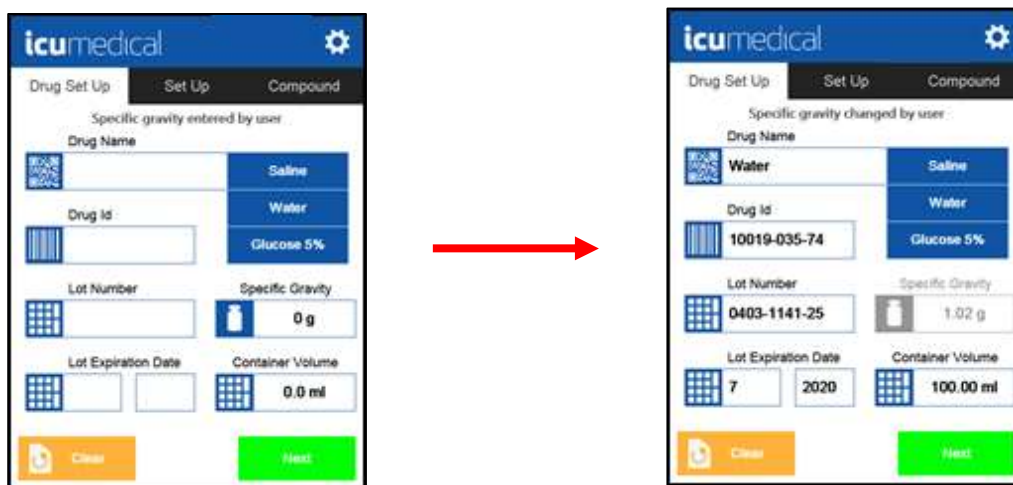 icumedical
Drug Set Up Set Up Compound
Specific gravity entered by user
Drug Name
Saline
Water
Drug Id
Glucose 5%
Lot Number Specific Gravity
0 g
Lot Expiration Date Container Volume
0.0 ml
Clear Next
icumedical
Drug Set Up Set Up Compound
Specific gravity changed by user
Drug Name
Water Saline
Water
Drug Id
10019-035-74 Glucose 5%
Lot Number Specific Gravity
0403-1141-25 1.02 g
Lot Expiration Date Container Volume
7 2020 100.00 ml
Clear Next